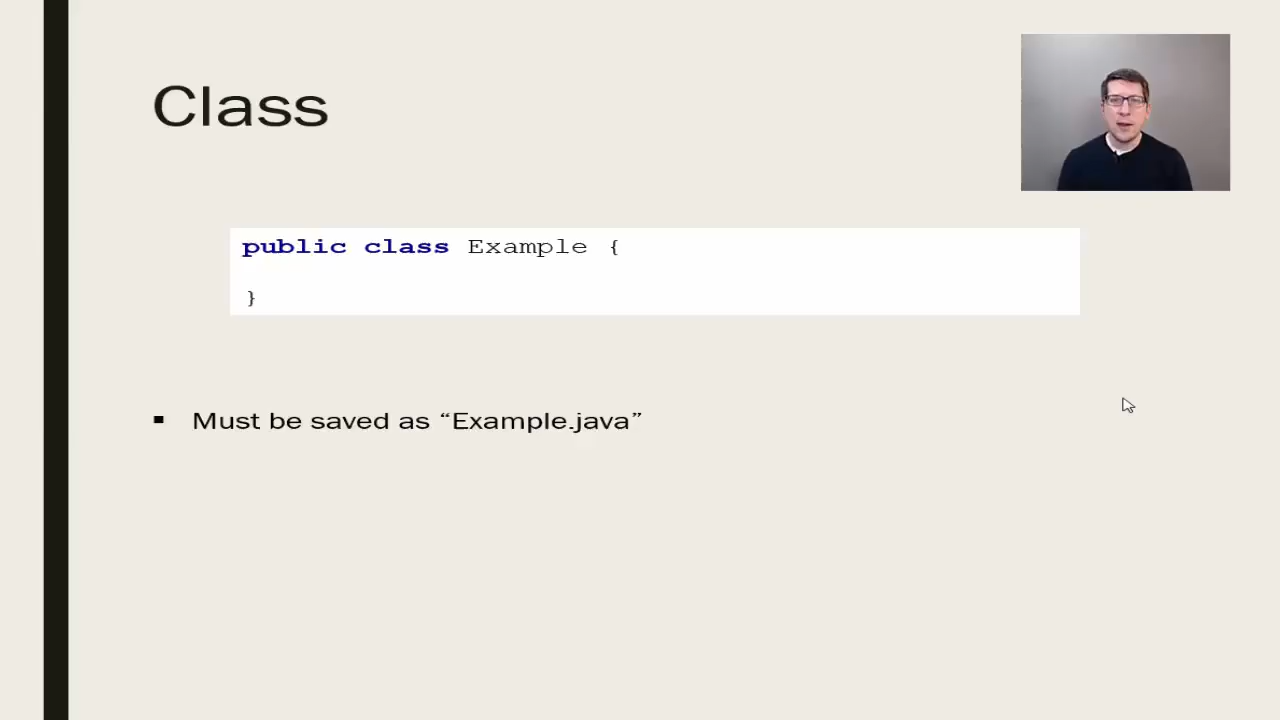 Class
public class Example {
}
▪ Must be saved as “Example.java”